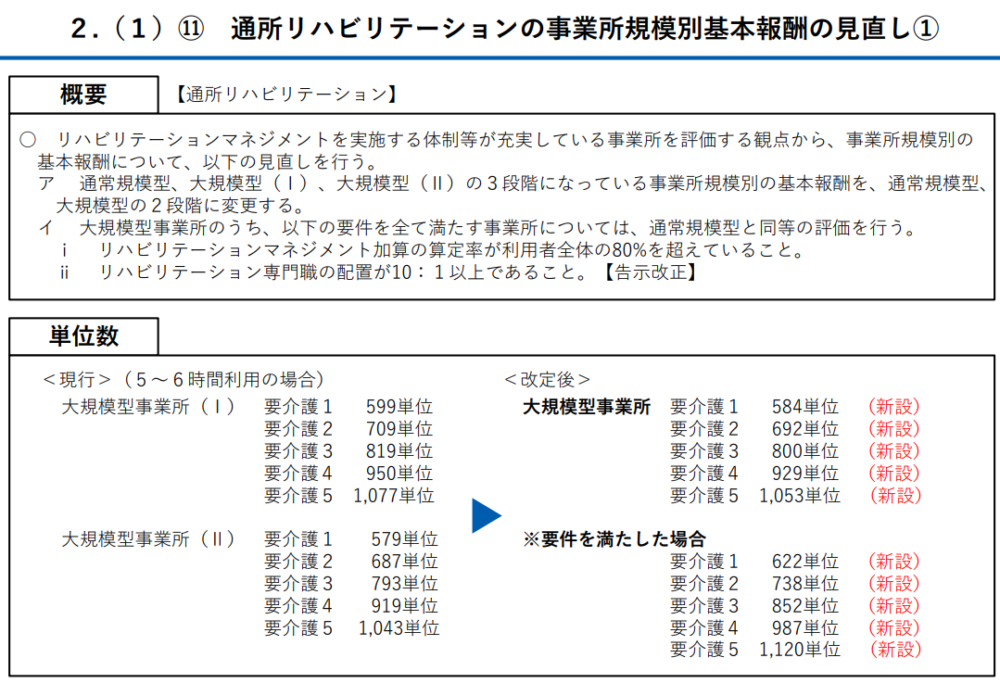 ２.（１）⑪　通所リハビリテーションの事業所規模別基本報酬の見直し①
概要
【通所リハビリテーション】
○　リハビリテーションマネジメントを実施する体制等が充実している事業所を評価する観点から、事業所規模別の
基本報酬について、以下の見直しを行う。
ア　通常規模型、大規模型（Ⅰ）、大規模型（Ⅱ）の３段階になっている事業所規模別の基本報酬を、通常規模型、
大規模型の２段階に変更する。
イ　大規模型事業所のうち、以下の要件を全て満たす事業所については、通常規模型と同等の評価を行う。
ⅰ　リハビリテーションマネジメント加算の算定率が利用者全体の80%を超えていること。
ⅱ　リハビリテーション専門職の配置が10：１以上であること。【告示改正】
単位数
＜現行＞（５～６時間利用の場合）
大規模型事業所（Ⅰ）　要介護１　599単位
要介護２　709単位
要介護３　819単位
要介護４　950単位
要介護５　1,077単位
大規模型事業所（Ⅱ）　要介護１　579単位
要介護２　687単位
要介護３　793単位
要介護４　919単位
要介護５　1,043単位
＜改定後＞
大規模型事業所　要介護１　584単位　（新設）
要介護２　692単位　（新設）
要介護３　800単位　（新設）
要介護４　929単位　（新設）
要介護５　1,053単位　（新設）
※要件を満たした場合
要介護１　622単位　（新設）
要介護２　738単位　（新設）
要介護３　852単位　（新設）
要介護４　987単位　（新設）
要介護５　1,120単位　（新設）